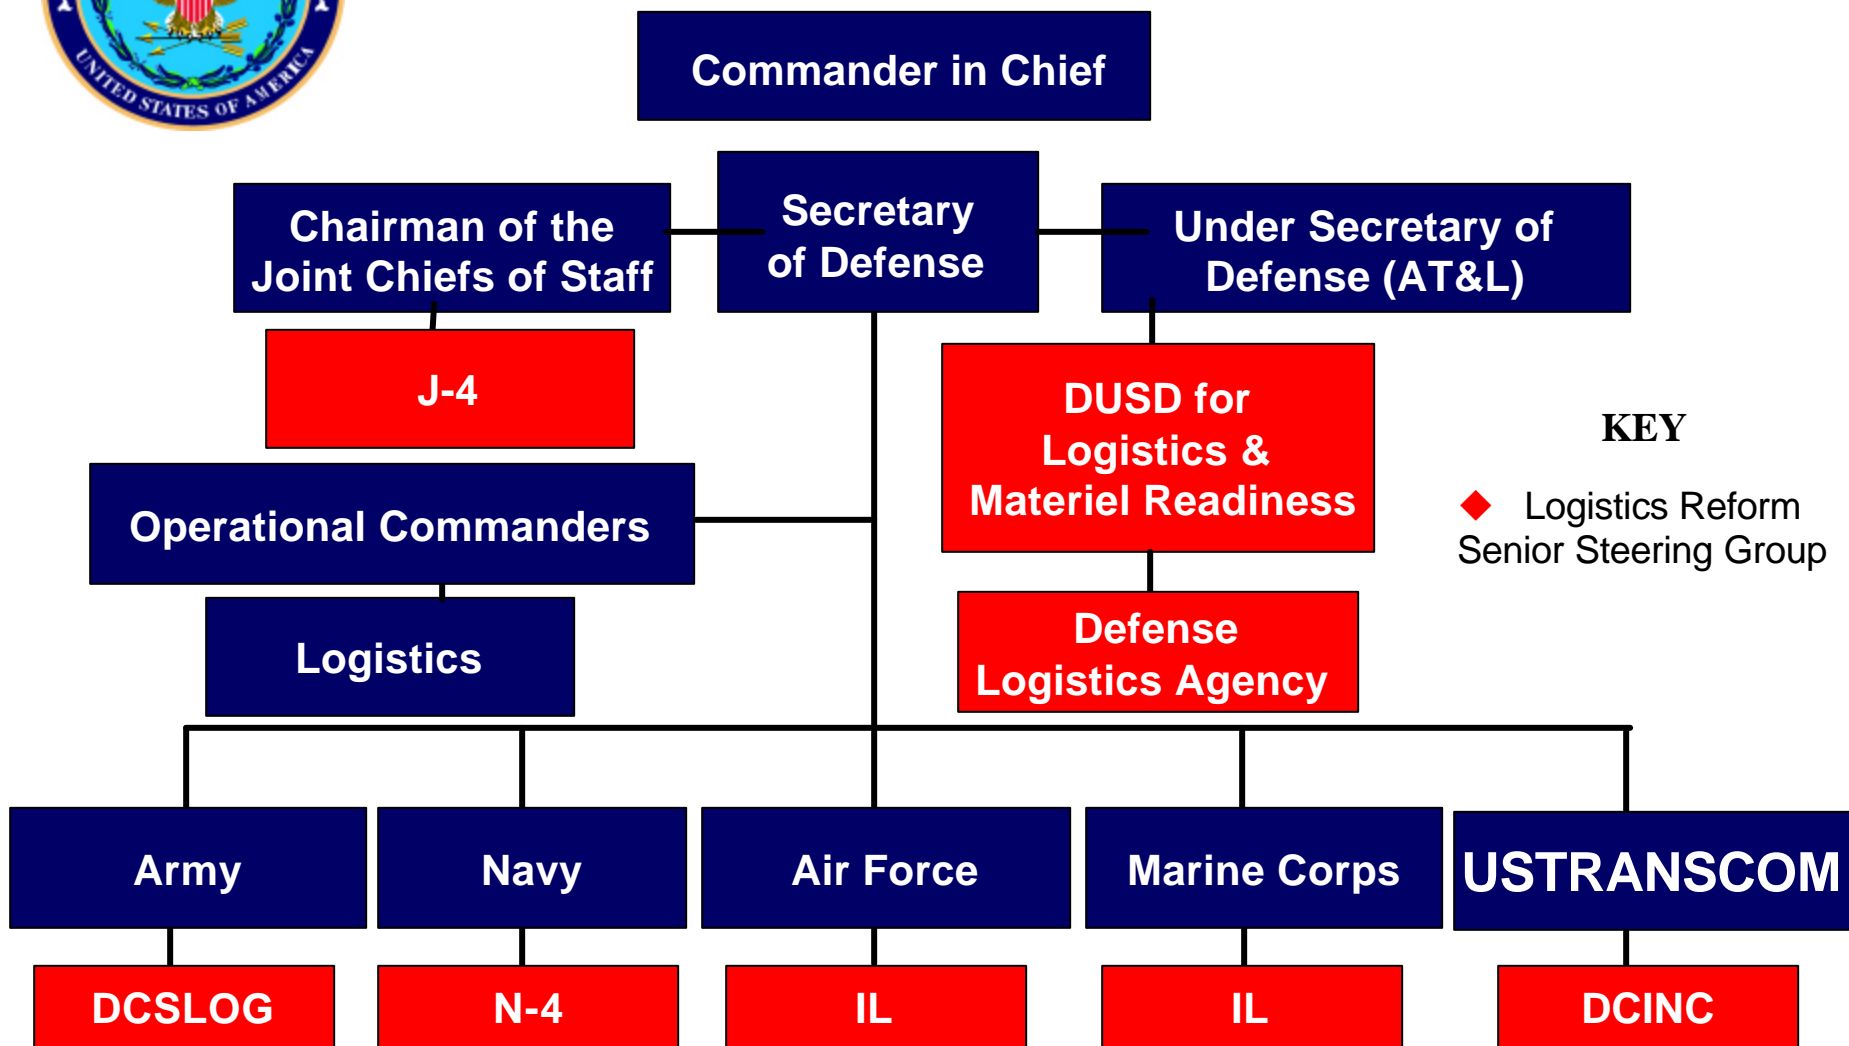 UNITED STATES OF AMERICA
Commander in Chief
Chairman of the
Joint Chiefs of Staff
Secretary
of Defense
Under Secretary of
Defense (AT&L)
J-4
DUSD for
Logistics &
Materiel Readiness
KEY
Logistics Reform
Senior Steering Group
Operational Commanders
Logistics
Defense
Logistics Agency
Army
Navy
Air Force
Marine Corps
USTRANSCOM
DCSLOG
N-4
IL
IL
DCINC